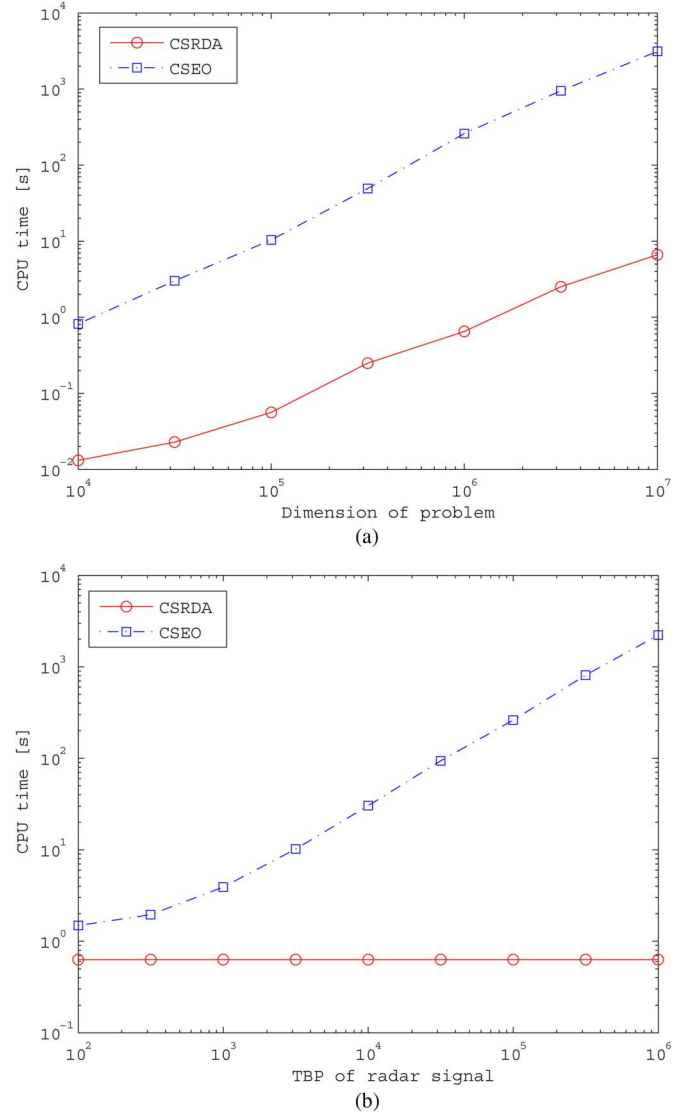 10^4
CSRDA
CSEO
10^3
10^2
10^1
10^0
10^-1
10^-2
CPU time [s]
10^4 10^5 10^6 10^7
Dimension of problem
(a)
10^4
CSRDA
CSEO
10^3
10^2
10^1
10^0
10^-1
CPU time [s]
10^2 10^3 10^4 10^5 10^6
TBP of radar signal
(b)